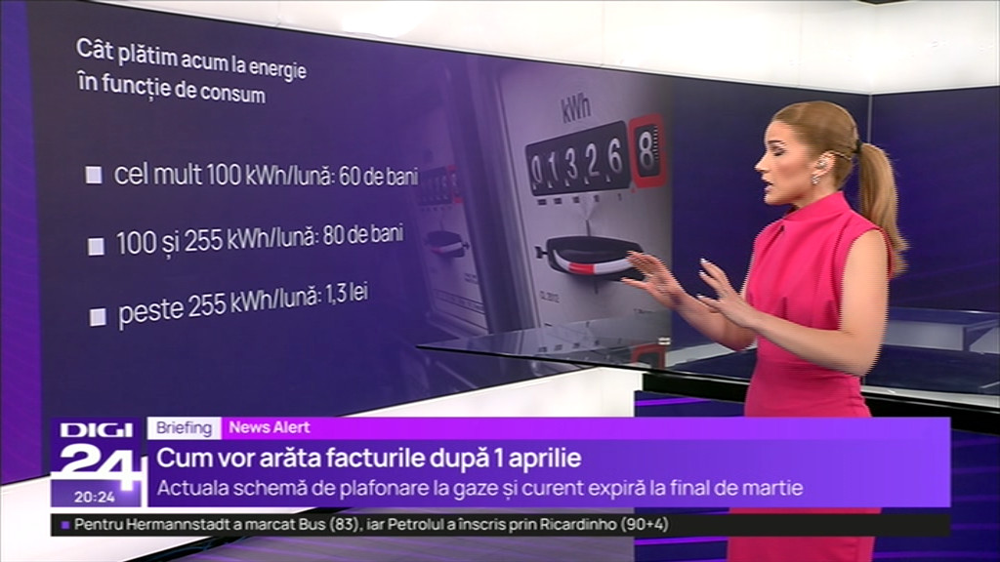 Cât plătim acum la energie
în funcție de consum
cel mult 100 kWh/lună: 60 de bani
100 și 255 kWh/lună: 80 de bani
peste 255 kWh/lună: 1,3 lei
kWh
013268
DIGI
24
20:24
Briefing News Alert
Cum vor arăta facturile după 1 aprilie
Actuala schemă de plafonare la gaze și curent expiră la final de martie
Pentru Hermannstadt a marcat Bus (83), iar Petrolul a înscris prin Ricardinho (90+4)